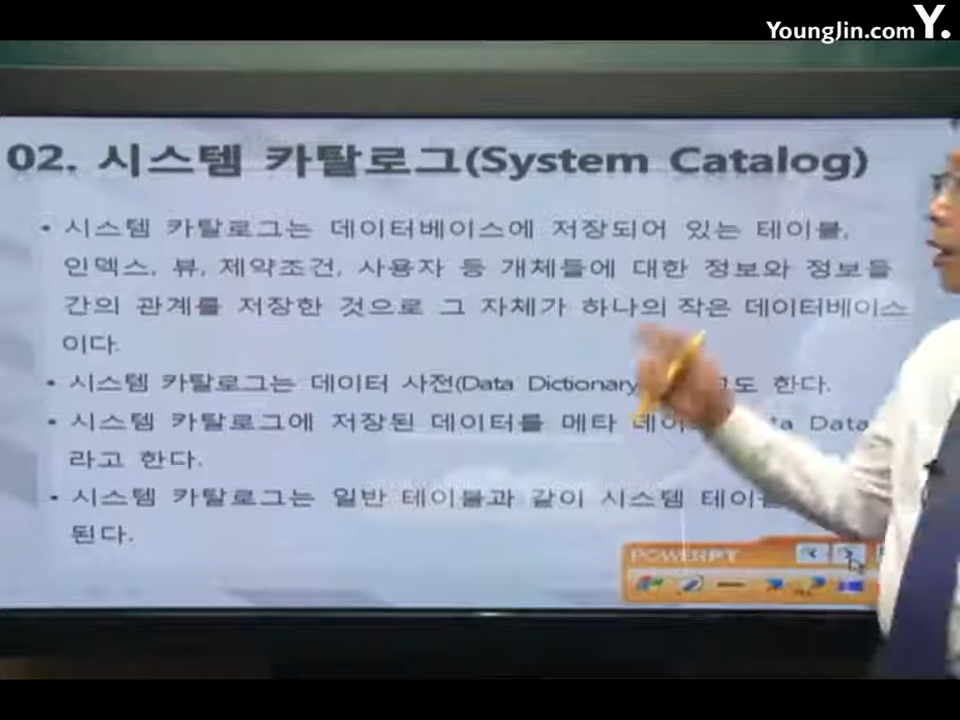 YoungJin.com Y.
02. 시스템 카탈로그(System Catalog)
• 시스템 카탈로그는 데이터베이스에 저장되어 있는 테이블,
인덱스, 뷰, 제약조건, 사용자 등 개체들에 대한 정보와 정보들
간의 관계를 저장한 것으로 그 자체가 하나의 작은 데이터베이스
이다.
• 시스템 카탈로그는 데이터 사전(Data Dictionary 도 한다.
• 시스템 카탈로그에 저장된 데이터를 메타 Data
라고 한다.
• 시스템 카탈로그는 일반 테이블과 같이 시스템
된다.
POWERPT